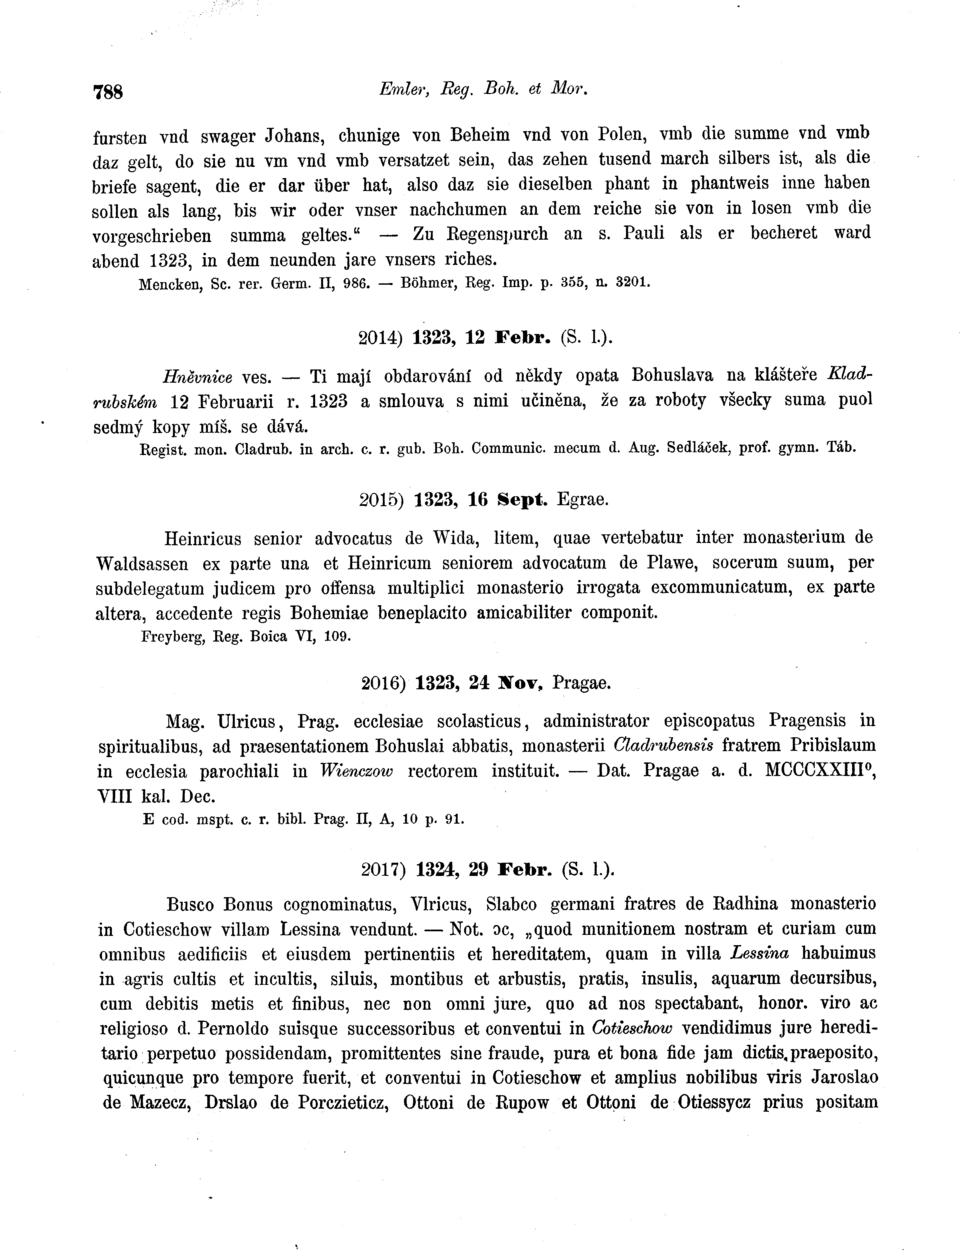 788
Emler, Reg. Boh. et Mor.
fursten vnd swager Johans, chunige von Beheim vnd von Polen, vmb die summe vnd vmb
daz gelt, do sie nu vm vnd vmb versatzet sein, das zehen tusend march silbers ist, als die
briefe sagent, die er dar über hat, also daz sie dieselben phant in phantweis inne haben
sollen als lang, bis wir oder vnser nachchumen an dem reiche sie von in losen vmb die
vorgeschrieben summa geltes.“ — Zu Regenspurch an s. Pauli als er becheret ward
abend 1323, in dem neunden jare vnsers riches.
Mencken, Sc. rer. Germ. II, 986. — Böhmer, Reg. Imp. p. 355, n. 3201.
2014) 1323, 12 Febr. (S. l.).
Hněvnice ves. — Ti mají obdarování od někdy opata Bohuslava na klášteře Klad-
rubském 12 Februarii r. 1323 a smlouva s nimi učiněna, že za roboty všecky suma puol
sedmý kopy míš. se dává.
Regist. mon. Cladrub. in arch. c. r. gub. Boh. Communic. mecum d. Aug. Sedláček, prof. gymn. Táb.
2015) 1323, 16 Sept. Egrae.
Heinricus senior advocatus de Wida, litem, quae vertebatur inter monasterium de
Waldsassen ex parte una et Heinricum seniorem advocatum de Plawe, socerum suum, per
subdelegatum judicem pro offensa multiplici monasterio irrogata excommunicatum, ex parte
altera, accedente regis Bohemiae beneplacito amicabiliter componit.
Freyberg, Reg. Boica VI, 109.
2016) 1323, 24 Nov. Pragae.
Mag. Ulricus, Prag. ecclesiae scolasticus, administrator episcopatus Pragensis in
spiritualibus, ad praesentationem Bohuslai abbatis, monasterii Cladrubensis fratrem Pribislaum
in ecclesia parochiali in Wienczow rectorem instituit. — Dat. Pragae a. d. MCCCXXIII⁰,
VIII kal. Dec.
E cod. mspt. c. r. bibl. Prag. II, A, 10 p. 91.
2017) 1324, 29 Febr. (S. l.).
Busco Bonus cognominatus, Vlricus, Slabco germani fratres de Radhina monasterio
in Cotieschow villam Lessina vendunt. — Not. ɔc, „quod munitionem nostram et curiam cum
omnibus aedificiis et eiusdem pertinentiis et hereditatem, quam in villa Lessina habuimus
in agris cultis et incultis, siluis, montibus et arbustis, pratis, insulis, aquarum decursibus,
cum debitis metis et finibus, nec non omni jure, quo ad nos spectabant, honor. viro ac
religioso d. Pernoldo suisque successoribus et conventui in Cotieschow vendidimus jure heredi-
tario perpetuo possidendam, promittentes sine fraude, pura et bona fide jam dictis praeposito,
quicunque pro tempore fuerit, et conventui in Cotieschow et amplius nobilibus viris Jaroslao
de Mazecz, Drslao de Porczieticz, Ottoni de Rupow et Ottoni de Otiessycz prius positam